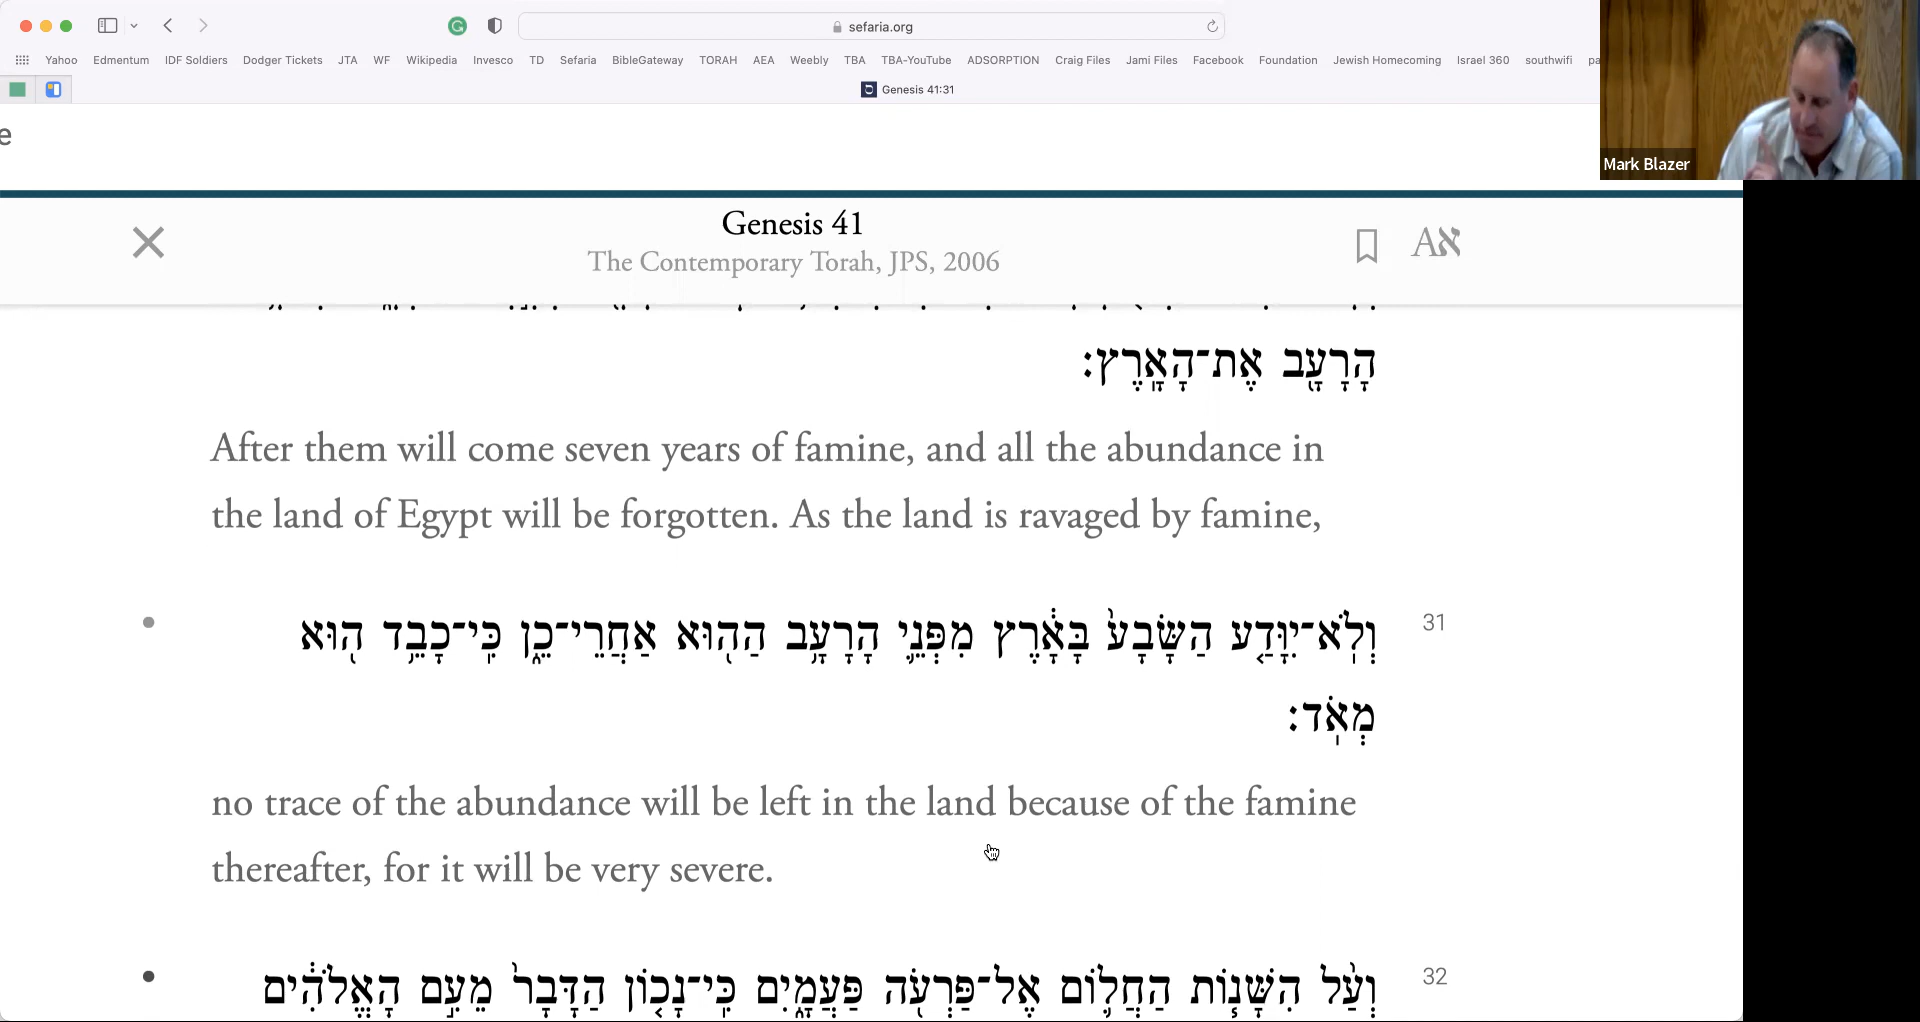 sefaria.org
Yahoo Edmentum IDF Soldiers Dodger Tickets JTA WF Wikipedia Invesco TD Sefaria BibleGateway TORAH AEA Weebly TBA TBA-YouTube ADSORPTION Craig Files Jami Files Facebook Foundation Jewish Homecoming Israel 360 southwifi pa
Genesis 41:31
e
Mark Blazer
Genesis 41
The Contemporary Torah, JPS, 2006
Aא
הָרָעָ֖ב אֶת־הָאָֽרֶץ׃
After them will come seven years of famine, and all the abundance in
the land of Egypt will be forgotten. As the land is ravaged by famine,
31
וְלֹֽא־יִוָּדַ֤ע הַשָּׂבָע֙ בָּאָ֔רֶץ מִפְּנֵ֛י הָרָעָ֥ב הַה֖וּא אַחֲרֵי־כֵ֑ן כִּֽי־כָבֵ֥ד ה֖וּא
מְאֹֽד׃
no trace of the abundance will be left in the land because of the famine
thereafter, for it will be very severe.
32
וְעַ֨ל הִשָּׁנ֧וֹת הַחֲל֛וֹם אֶל־פַּרְעֹ֖ה פַּעֲמָ֑יִם כִּֽי־נָכ֤וֹן הַדָּבָר֙ מֵעִ֣ם הָאֱלֹהִ֔ים